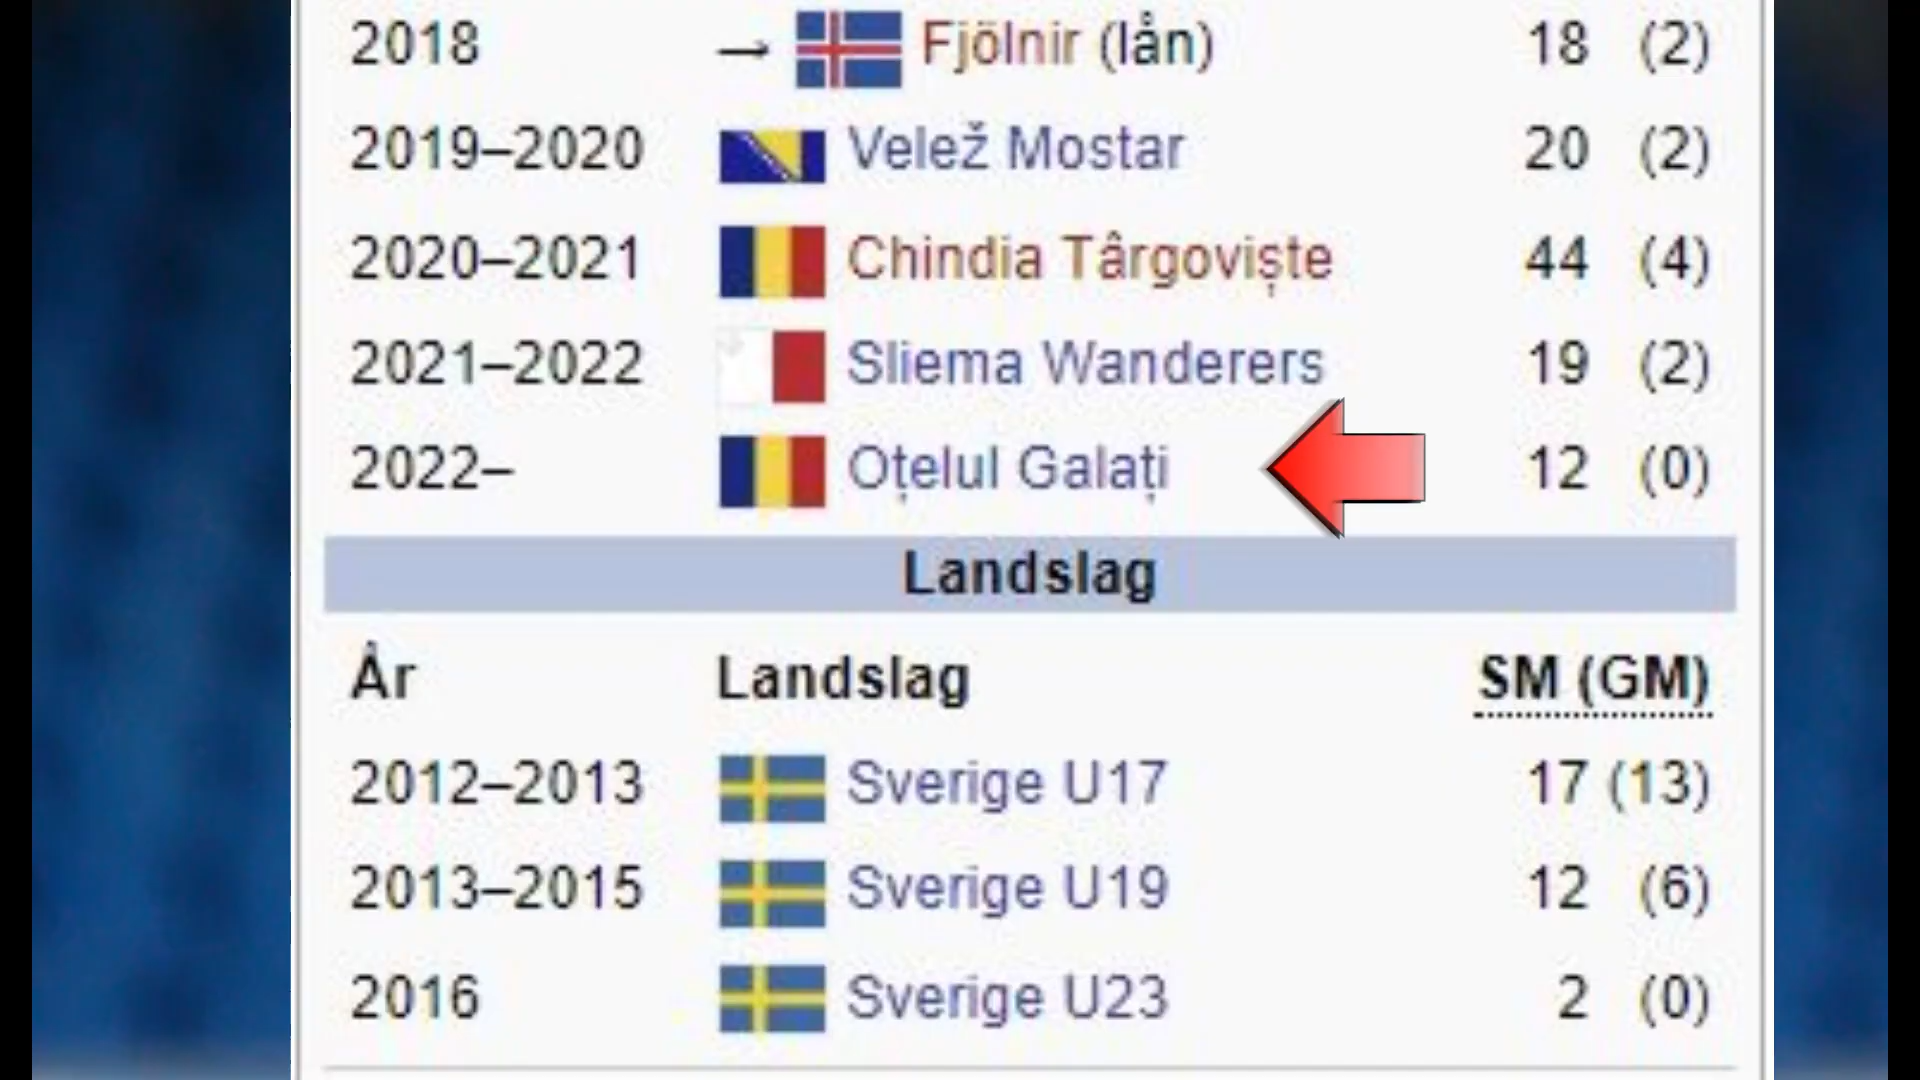 2018 → Fjölnir (lån) 18 (2)
2019–2020 Velež Mostar 20 (2)
2020–2021 Chindia Târgoviște 44 (4)
2021–2022 Sliema Wanderers 19 (2)
2022– Oțelul Galați 12 (0)
Landslag
År Landslag SM (GM)
2012–2013 Sverige U17 17 (13)
2013–2015 Sverige U19 12 (6)
2016 Sverige U23 2 (0)